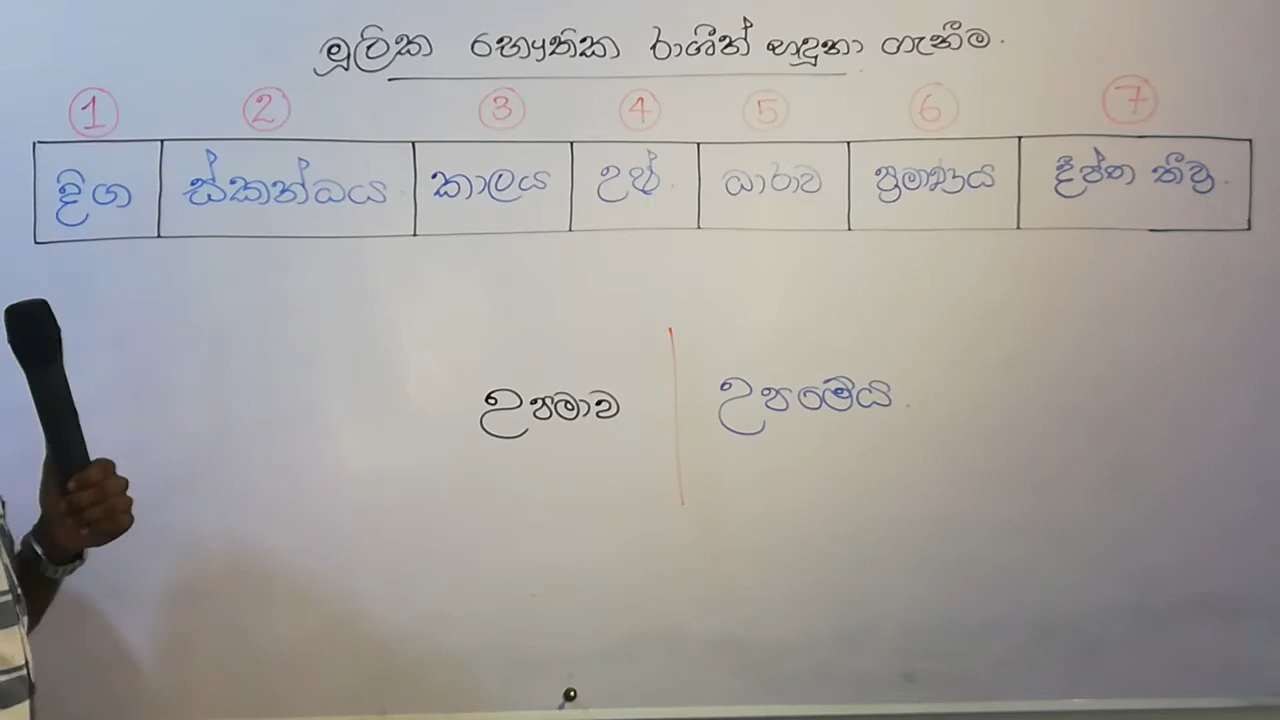 මූලික භෞතික රාශීන් හඳුනා ගැනීම.
1 2 3 4 5 6 7
දිග ස්කන්ධය කාලය උෂ්. ධාරාව ප්‍රමාණය දීප්ත තීව්‍ර.
උපමාව උපමේය.